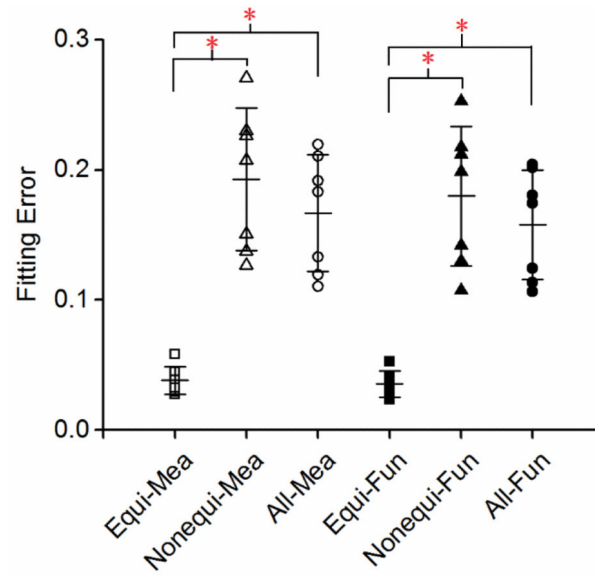 0.3
*
*
*
*
0.2
0.1
0.0
Fitting Error
Equi-Mea
Nonequi-Mea
All-Mea
Equi-Fun
Nonequi-Fun
All-Fun